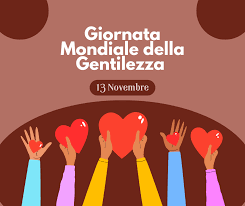 Giornata
Mondiale della
Gentilezza
13 Novembre